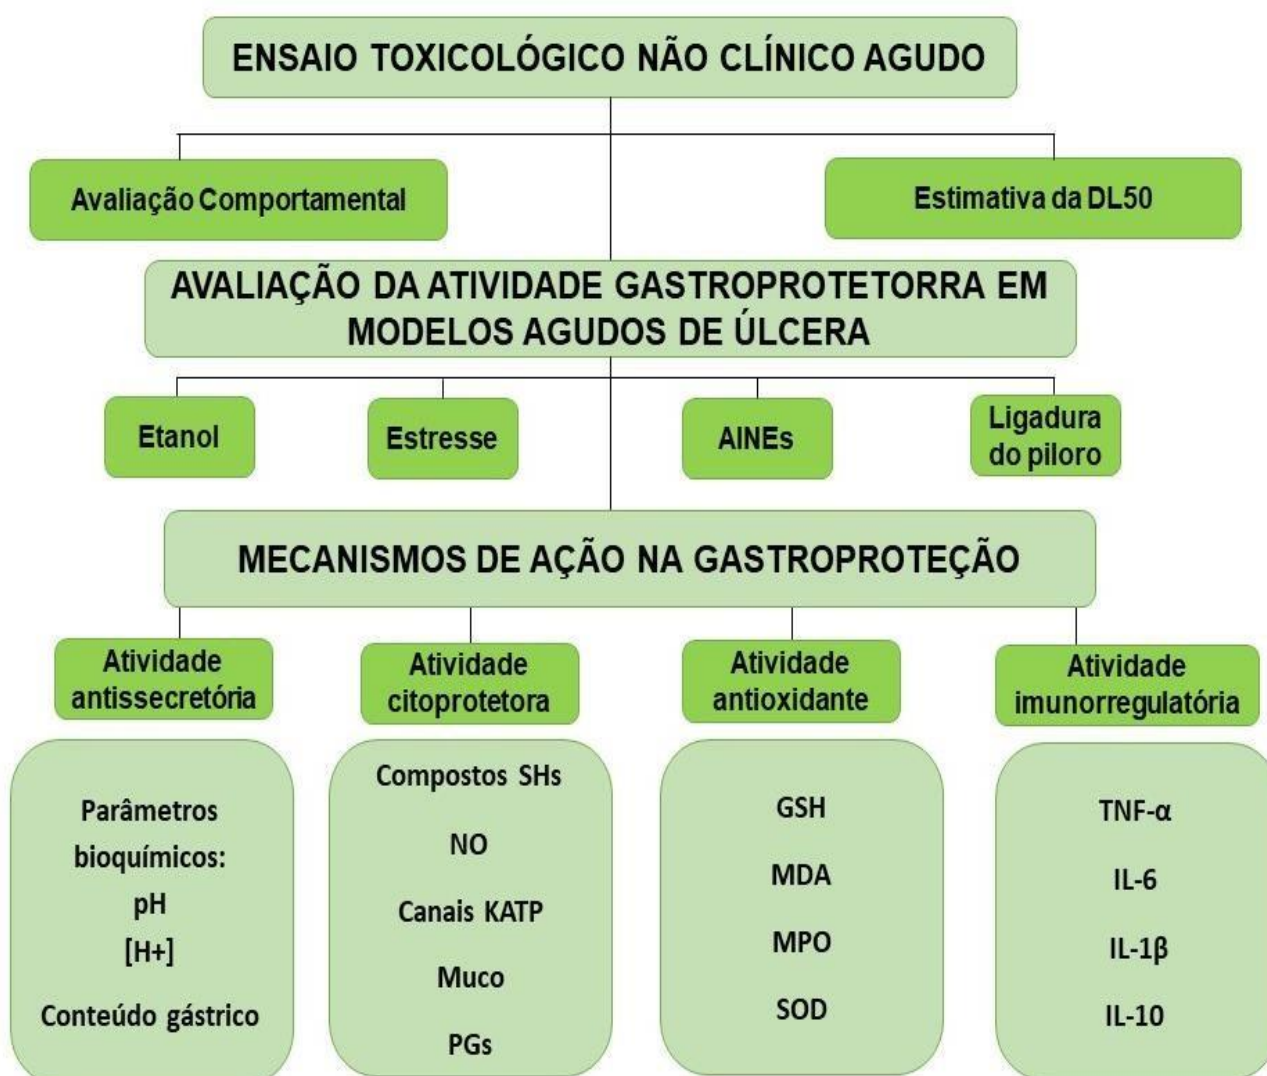 ENSAIO TOXICOLÓGICO NÃO CLÍNICO AGUDO
Avaliação Comportamental
Estimativa da DL50
AVALIAÇÃO DA ATIVIDADE GASTROPROTETORRA EM
MODELOS AGUDOS DE ÚLCERA
Etanol
Estresse
AINEs
Ligadura
do piloro
MECANISMOS DE AÇÃO NA GASTROPROTEÇÃO
Atividade
antissecretória
Atividade
citoprotetora
Atividade
antioxidante
Atividade
imunorregulatória
Parâmetros
bioquímicos:
pH
[H+]
Conteúdo gástrico
Compostos SHs
NO
Canais KATP
Muco
PGs
GSH
MDA
MPO
SOD
TNF-α
IL-6
IL-1β
IL-10